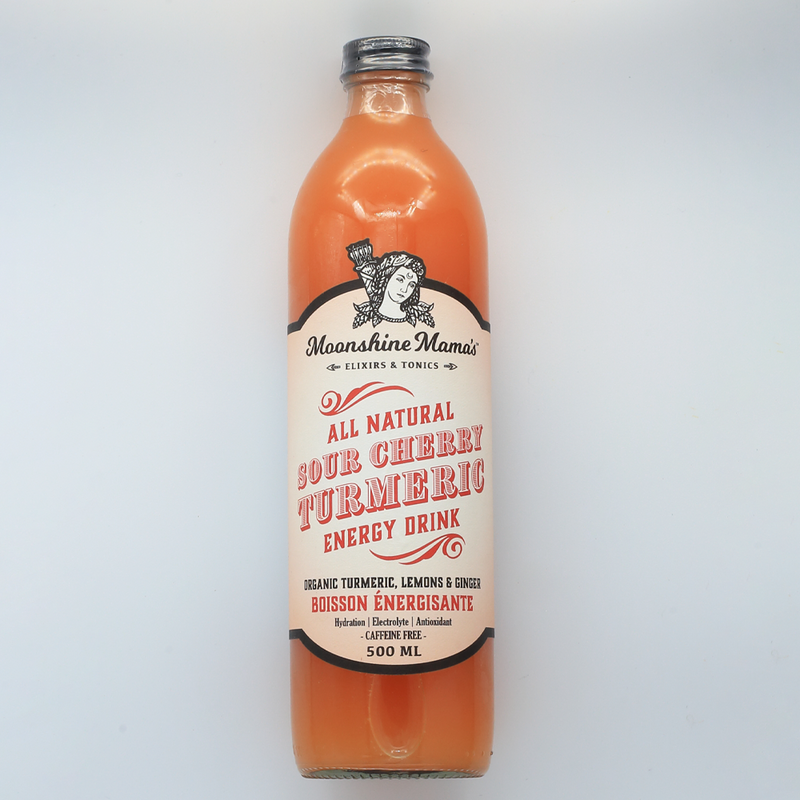 Moonshine Mama's™
ELIXIRS & TONICS
ALL NATURAL
SOUR CHERRY
TURMERIC
ENERGY DRINK
ORGANIC TURMERIC, LEMONS & GINGER
BOISSON ÉNERGISANTE
Hydration | Electrolyte | Antioxidant
- CAFFEINE FREE -
500 ML